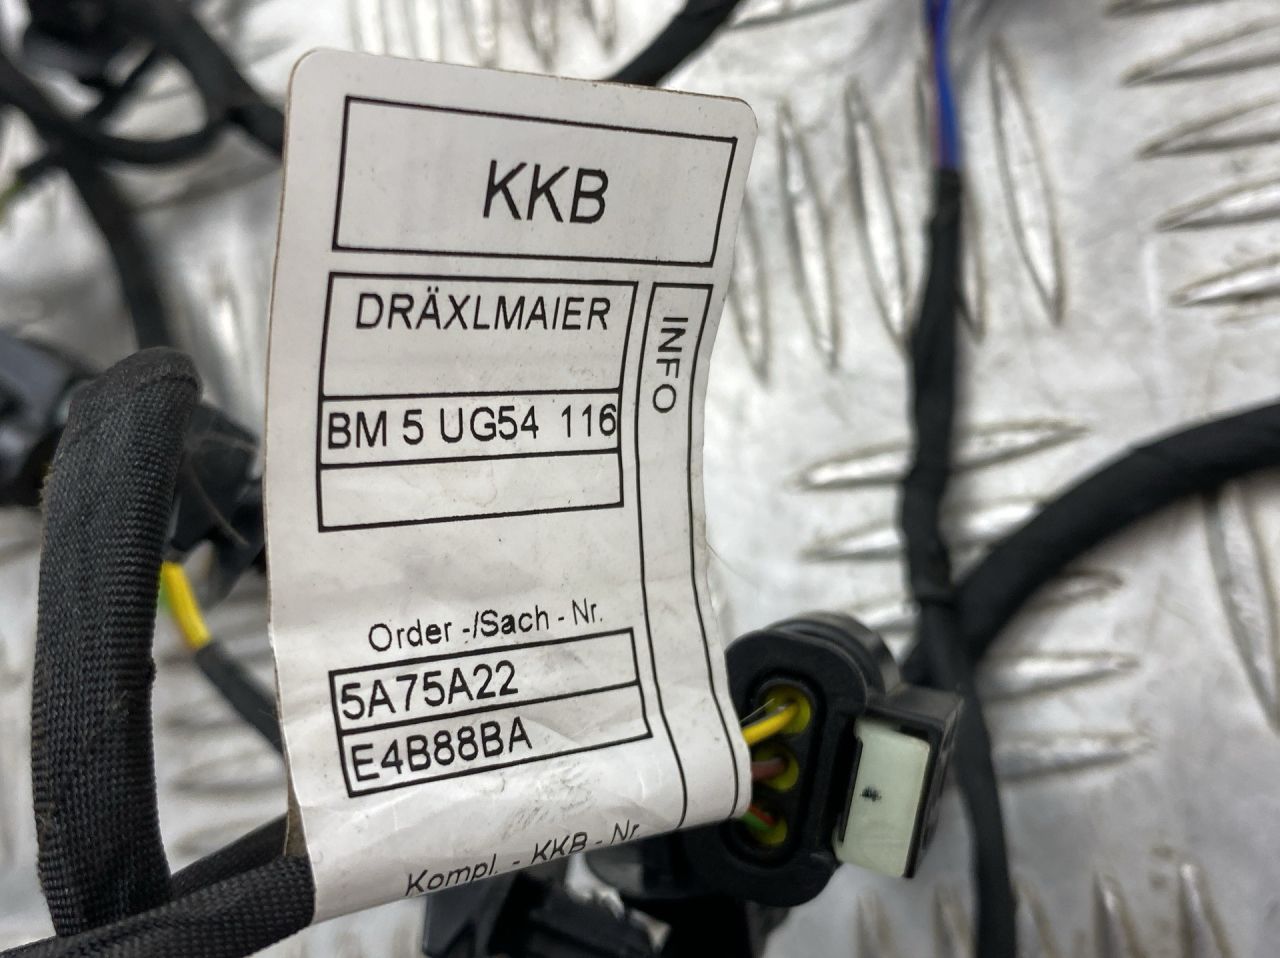 KKB
DRÄXLMAIER
INFO
BM 5 UG54 116
Order -/Sach - Nr.
5A75A22
E4B88BA
Kompl. - KKB - Nr